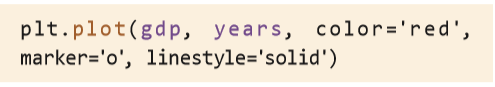 plt.plot(gdp, years, color='red',
marker='o', linestyle='solid')